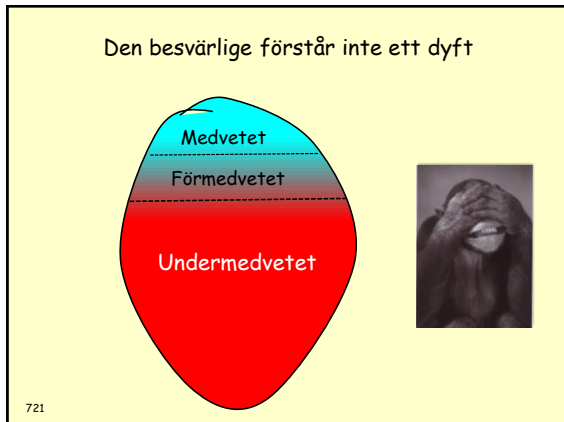 Den besvärlige förstår inte ett dyft
Medvetet
Förmedvetet
Undermedvetet
721